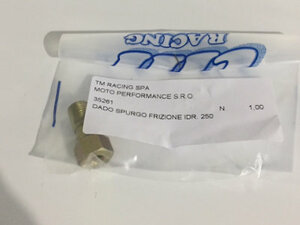 RACING
TM RACING SPA
MOTO PERFORMANCE S.R.O.
35261 N 1,00
DADO SPURGO FRIZIONE IDR. 250